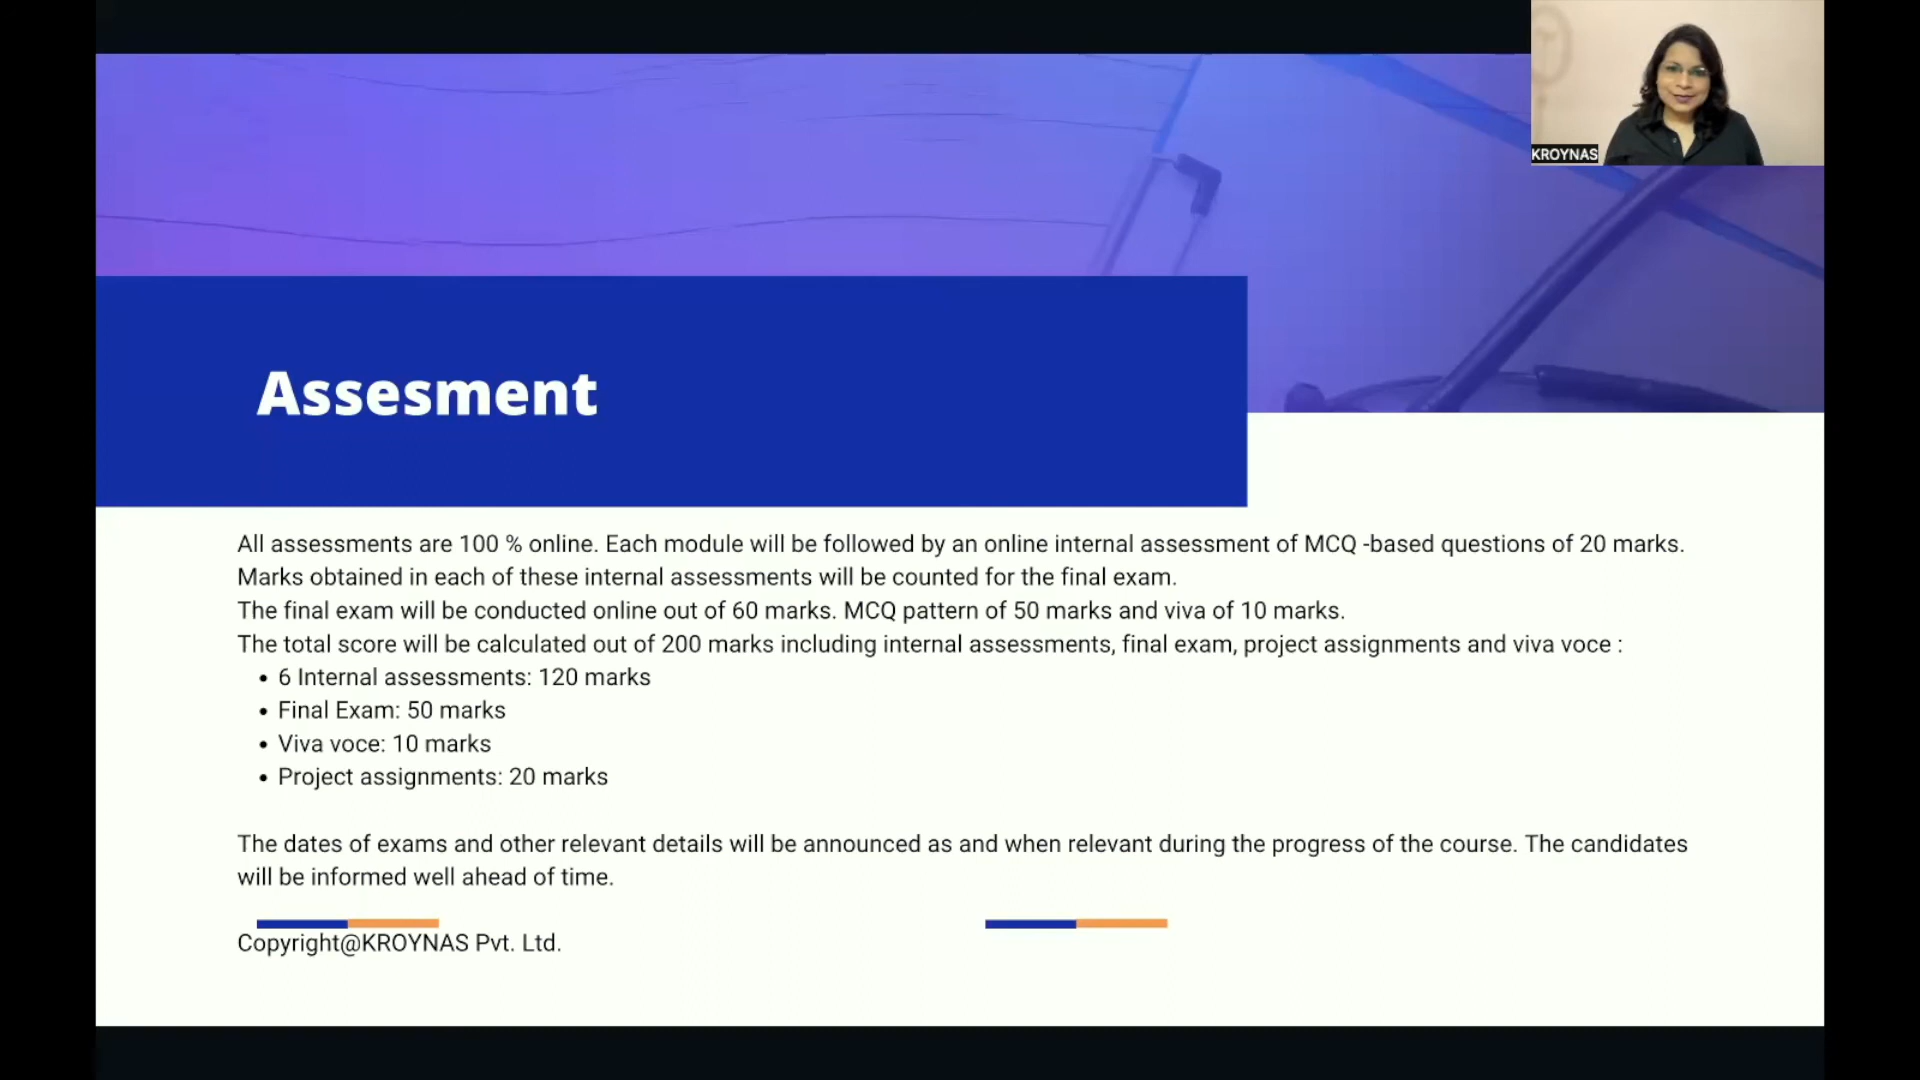 KROYNAS
Assesment
All assessments are 100 % online. Each module will be followed by an online internal assessment of MCQ -based questions of 20 marks.
Marks obtained in each of these internal assessments will be counted for the final exam.
The final exam will be conducted online out of 60 marks. MCQ pattern of 50 marks and viva of 10 marks.
The total score will be calculated out of 200 marks including internal assessments, final exam, project assignments and viva voce :
• 6 Internal assessments: 120 marks
• Final Exam: 50 marks
• Viva voce: 10 marks
• Project assignments: 20 marks
The dates of exams and other relevant details will be announced as and when relevant during the progress of the course. The candidates
will be informed well ahead of time.
Copyright@KROYNAS Pvt. Ltd.